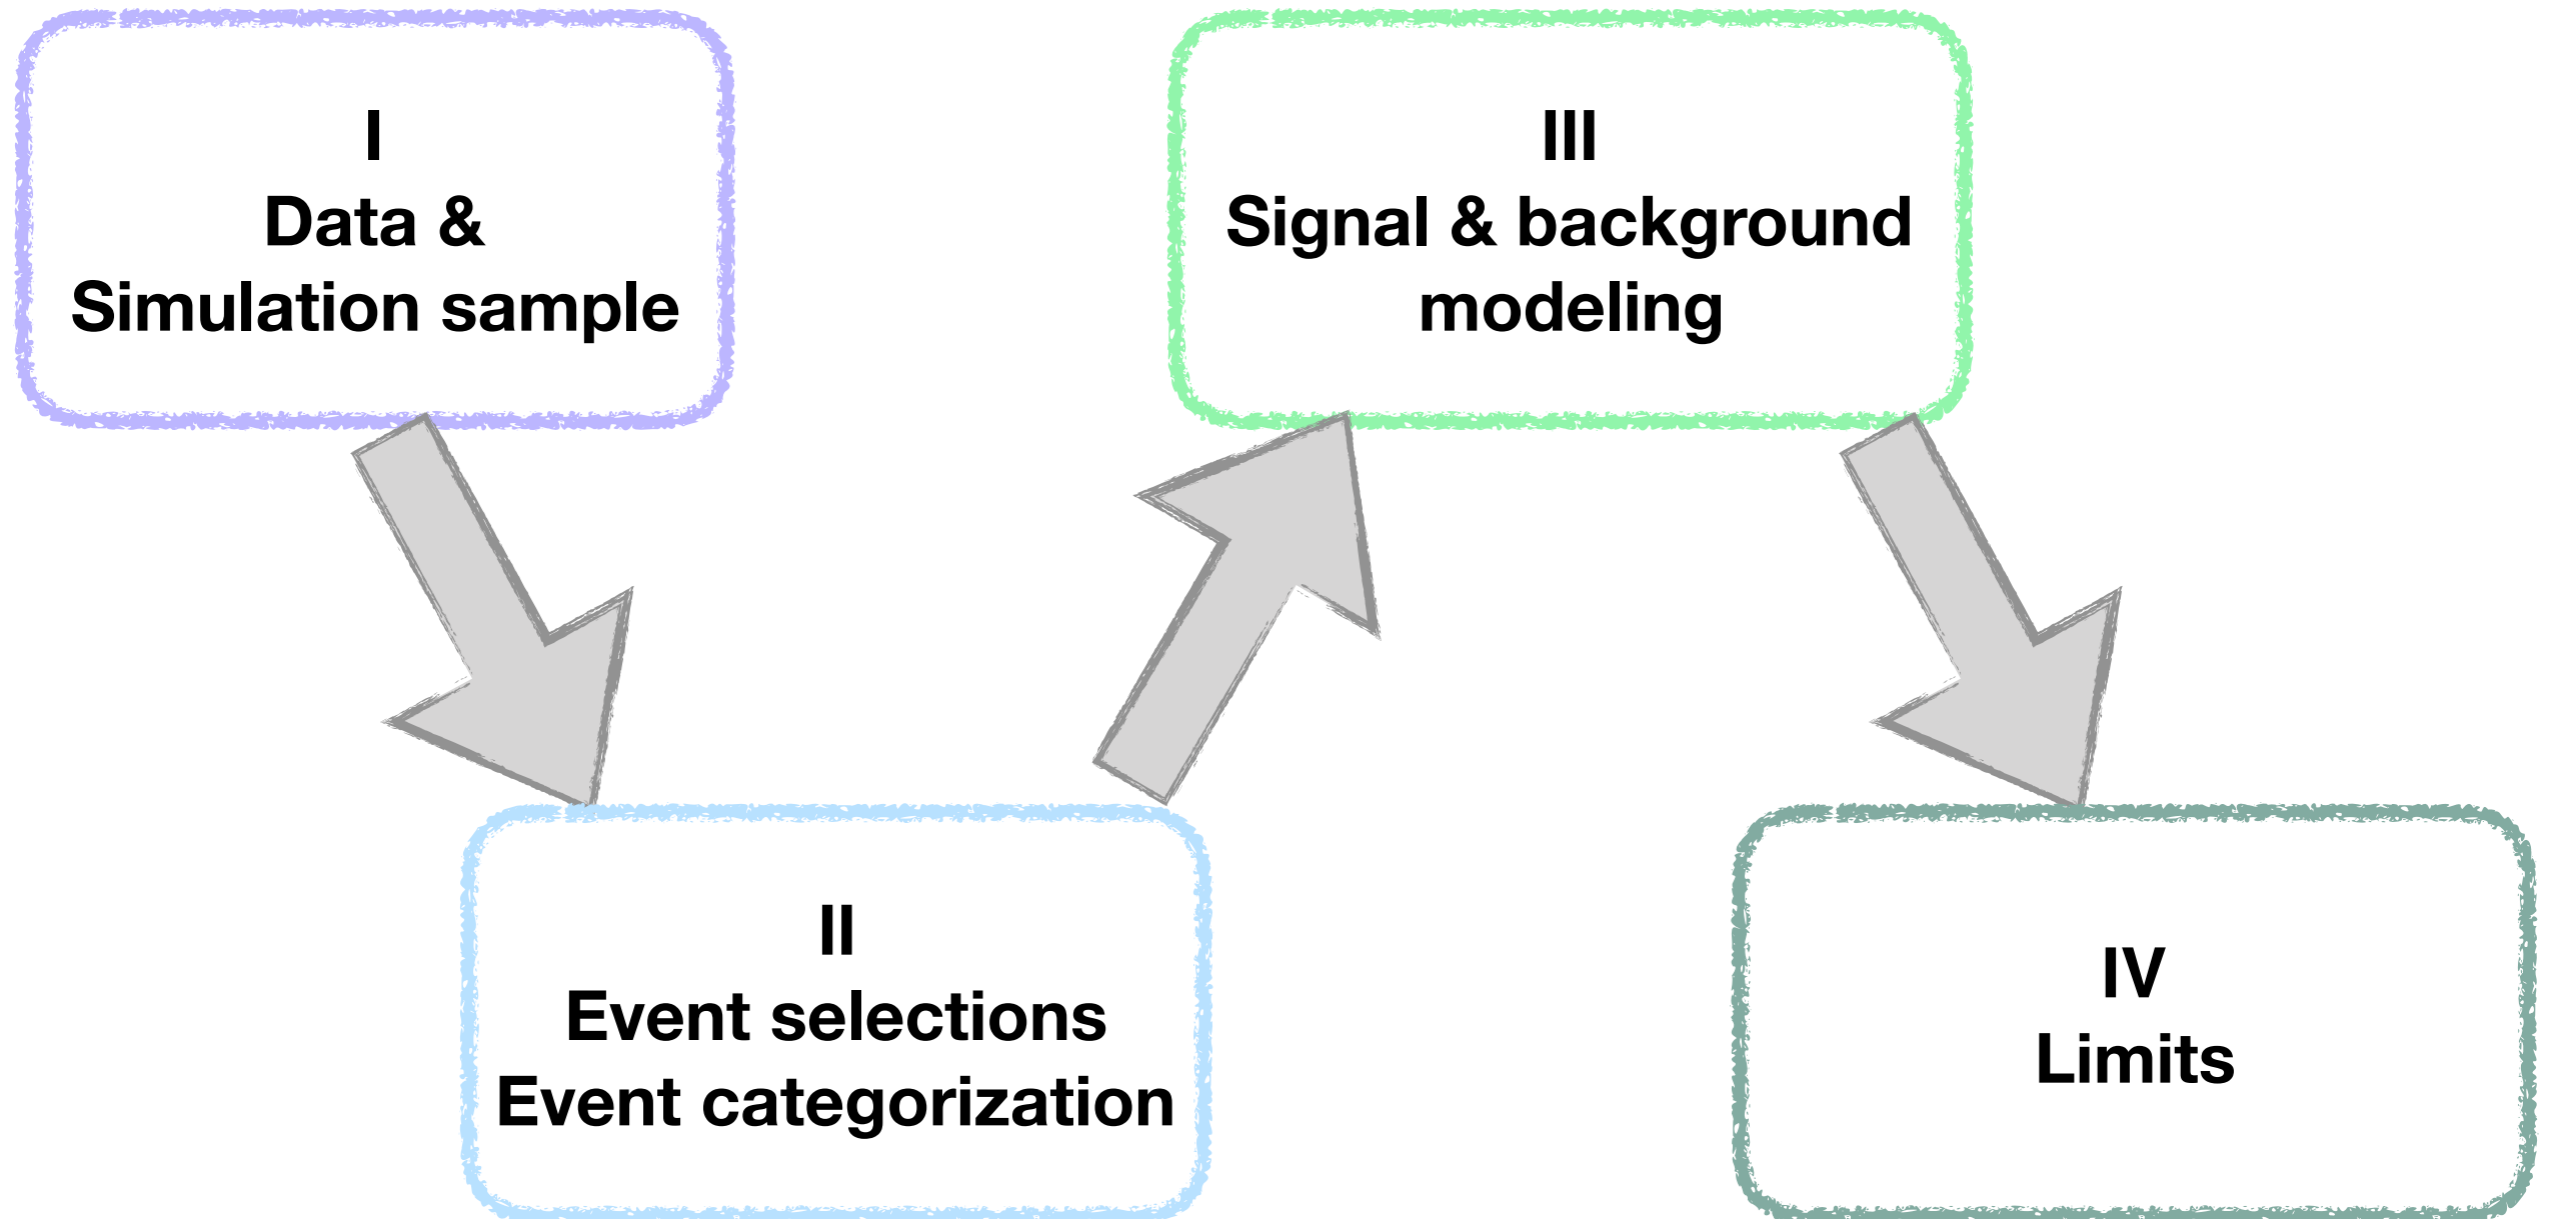 I
Data &
Simulation sample
II
Event selections
Event categorization
III
Signal & background
modeling
IV
Limits